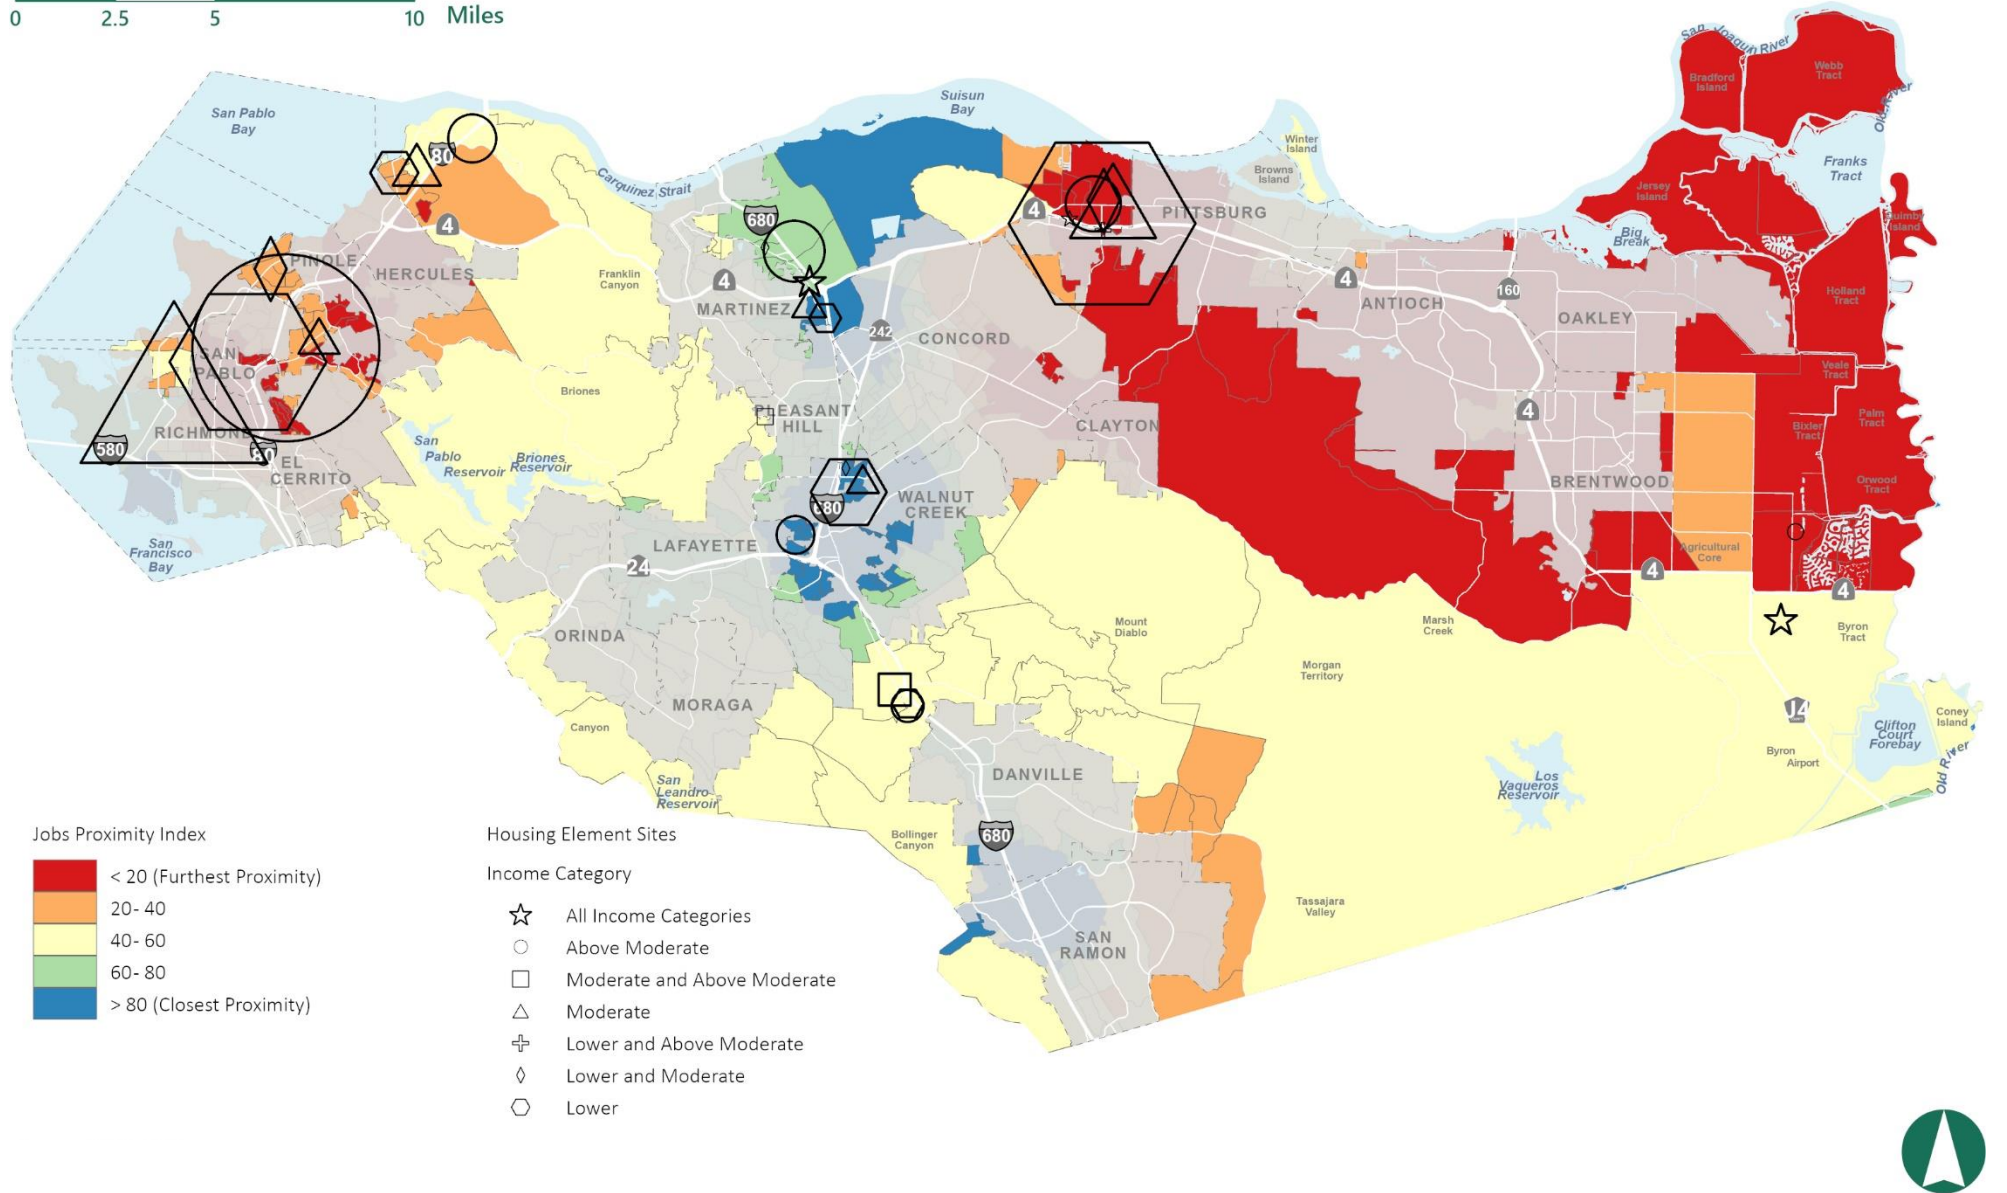 0 2.5 5 10 Miles
San Joaquin River
Bradford
Island
Webb
Tract
Old River
San Pablo
Bay
Suisun
Bay
Winter
Island
Browns
Island
Franks
Tract
Jersey
Island
Quimby
Island
Big
Break
Carquinez Strait
80
4
680
4
PITTSBURG
PINOLE
HERCULES
Franklin
Canyon
4
MARTINEZ
242
CONCORD
4
ANTIOCH
160
OAKLEY
Holland
Tract
SAN
PABLO
Briones
Veale
Tract
PLEASANT
HILL
CLAYTON
4
Bixler
Tract
Palm
Tract
RICHMOND
580
80
EL
CERRITO
San
Pablo
Reservoir
Briones
Reservoir
680
WALNUT
CREEK
BRENTWOOD
Orwood
Tract
San
Francisco
Bay
LAFAYETTE
24
Agricultural
Core
4
4
ORINDA
Mount
Diablo
Marsh
Creek
Byron
Tract
Morgan
Territory
MORAGA
Canyon
J4
Clifton
Court
Forebay
Coney
Island
Old River
Byron
Airport
San
Leandro
Reservoir
DANVILLE
Los
Vaqueros
Reservoir
Bollinger
Canyon
680
Tassajara
Valley
SAN
RAMON
Jobs Proximity Index
< 20 (Furthest Proximity)
20- 40
40- 60
60- 80
> 80 (Closest Proximity)
Housing Element Sites
Income Category
All Income Categories
Above Moderate
Moderate and Above Moderate
Moderate
Lower and Above Moderate
Lower and Moderate
Lower